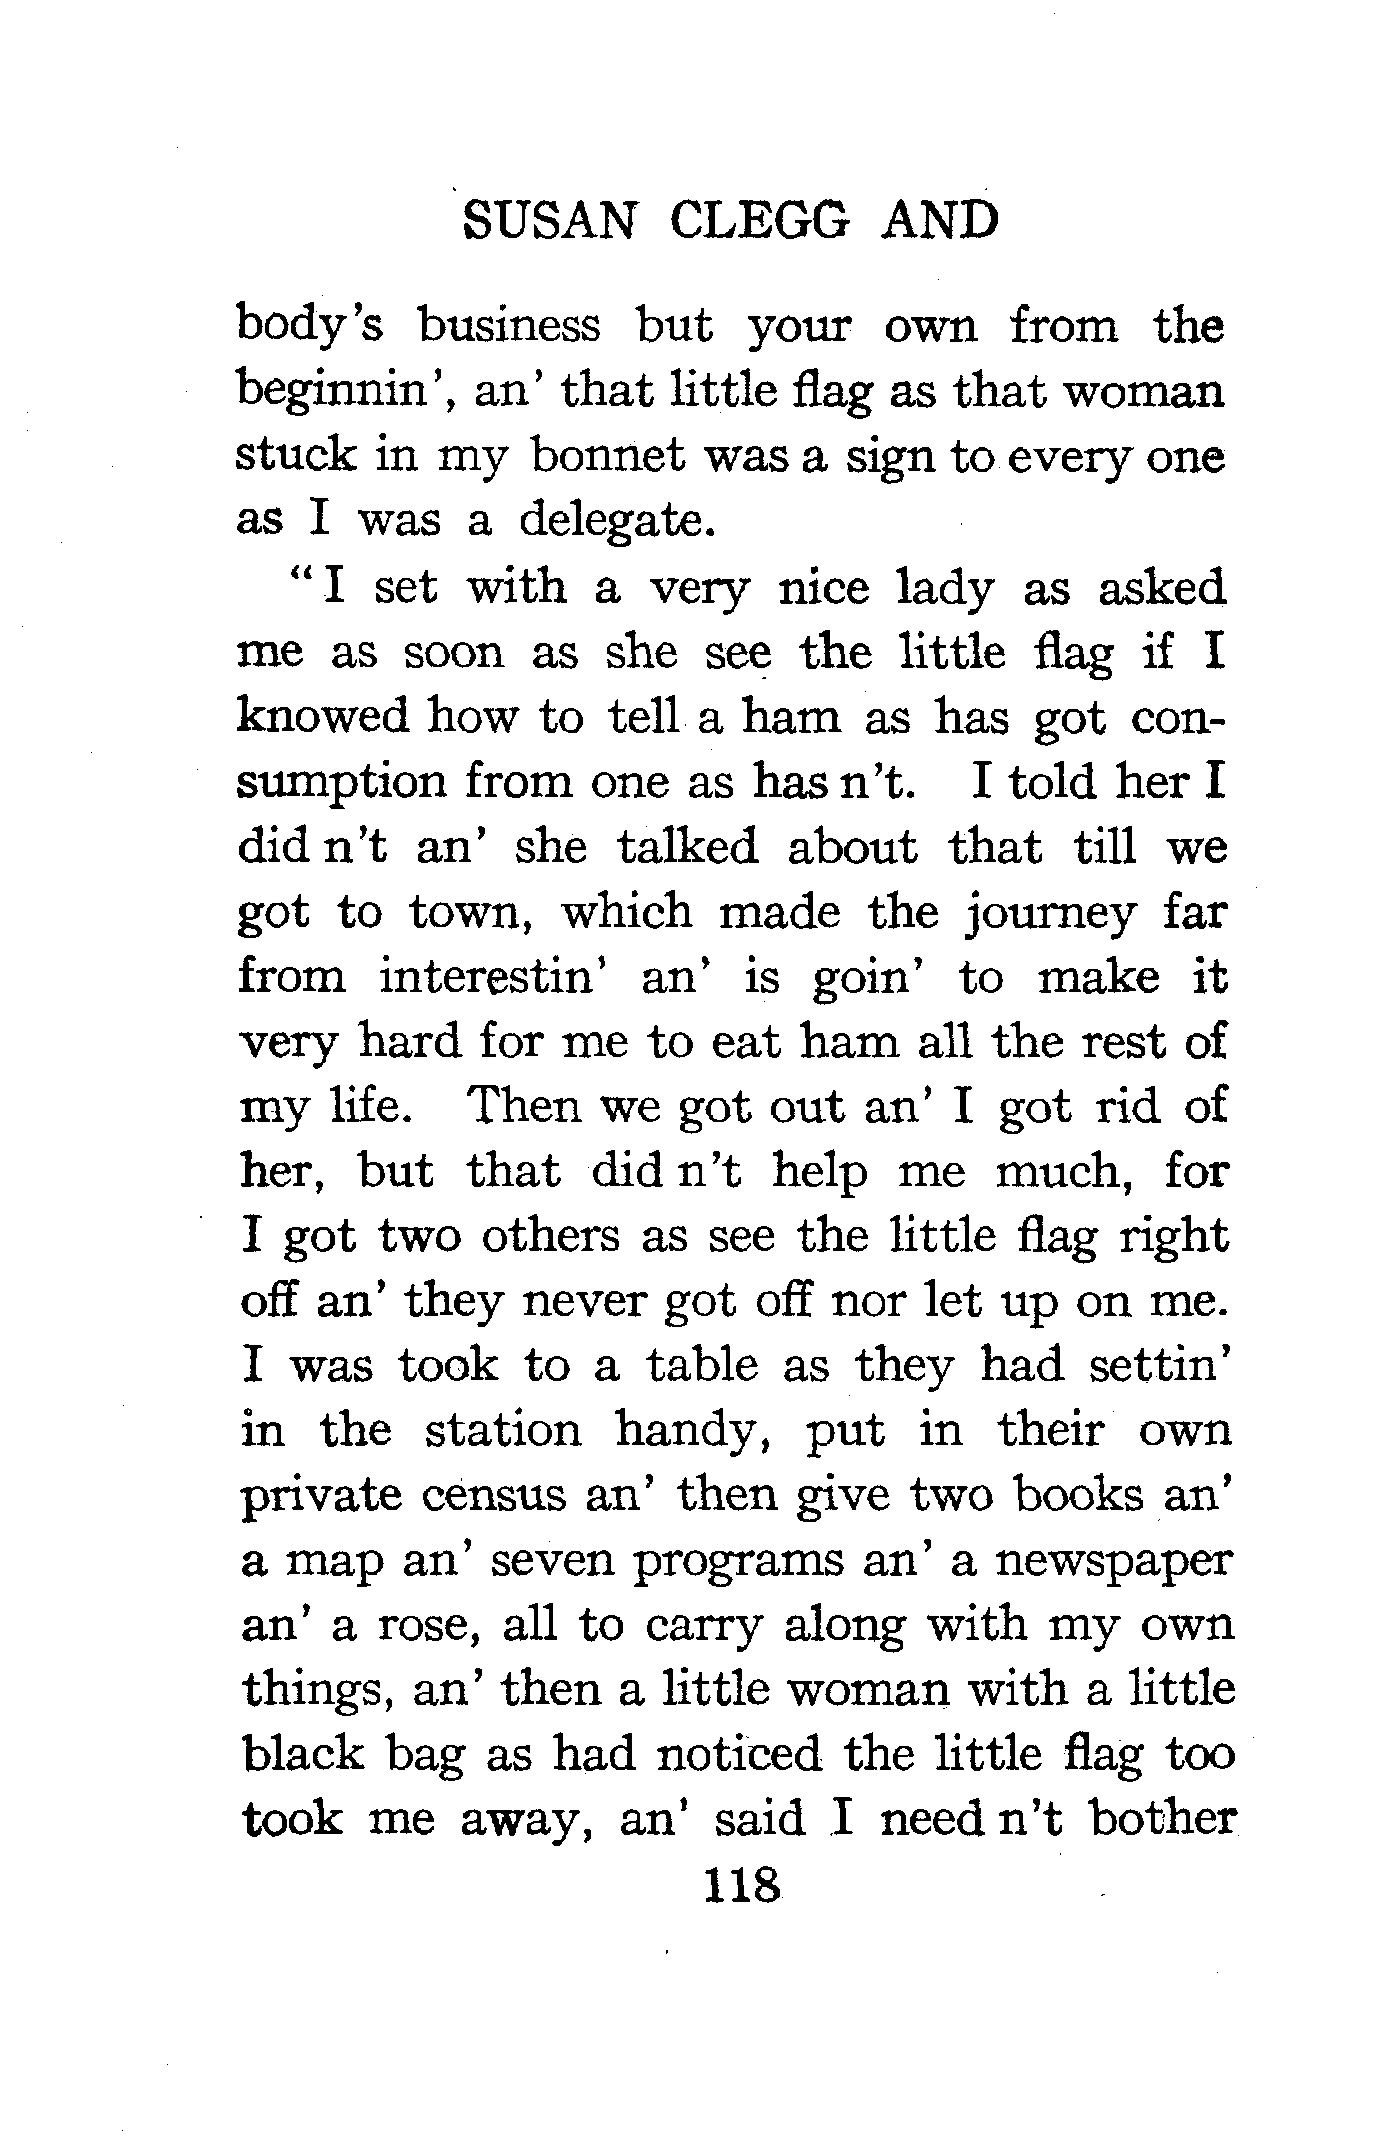 SUSAN CLEGG AND
body's business but your own from the
beginnin', an' that little flag as that woman
stuck in my bonnet was a sign to every one
as I was a delegate.
“I set with a very nice lady as asked
me as soon as she see the little flag if I
knowed how to tell a ham as has got con-
sumption from one as has n't. I told her I
did n't an' she talked about that till we
got to town, which made the journey far
from interestin' an' is goin' to make it
very hard for me to eat ham all the rest of
my life. Then we got out an' I got rid of
her, but that did n't help me much, for
I got two others as see the little flag right
off an' they never got off nor let up on me.
I was took to a table as they had settin'
in the station handy, put in their own
private census an' then give two books an'
a map an' seven programs an' a newspaper
an' a rose, all to carry along with my own
things, an' then a little woman with a little
black bag as had noticed the little flag too
took me away, an' said I need n't bother
118